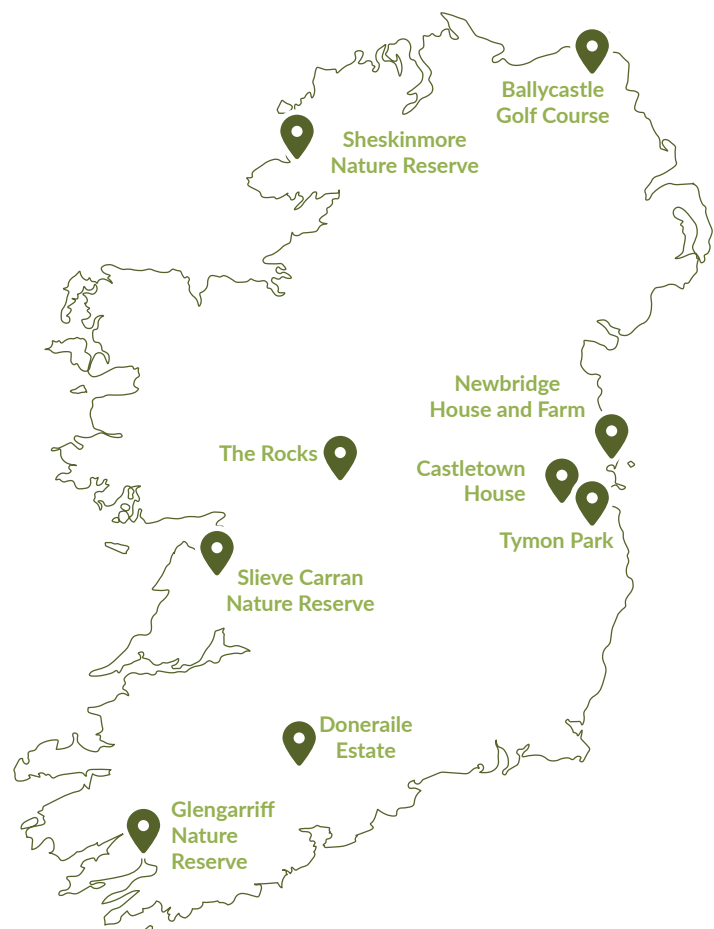 Ballycastle
Golf Course
Sheskinmore
Nature Reserve
Newbridge
House and Farm
The Rocks
Castletown
House
Tymon Park
Slieve Carran
Nature Reserve
Doneraile
Estate
Glengarriff
Nature
Reserve